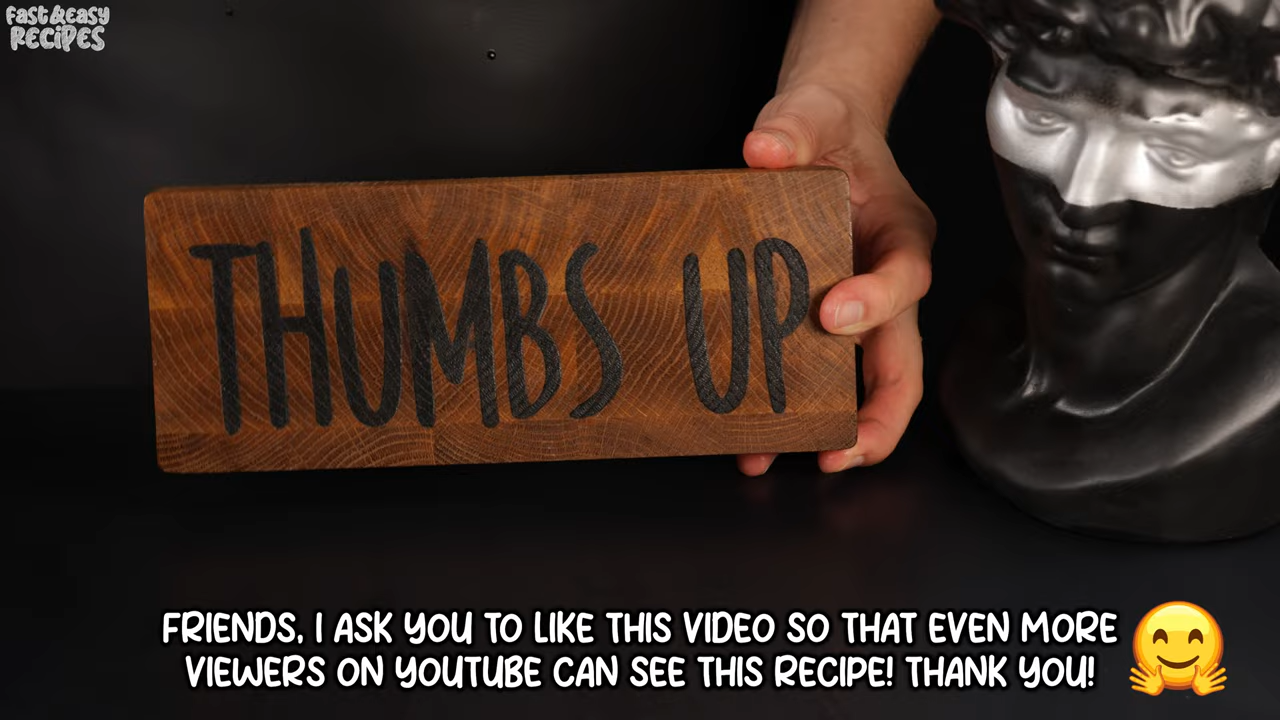 Fast & Easy
Recipes
THUMBS UP
FRIENDS, I ASK YOU TO LIKE THIS VIDEO SO THAT EVEN MORE
VIEWERS ON YOUTUBE CAN SEE THIS RECIPE! THANK YOU!